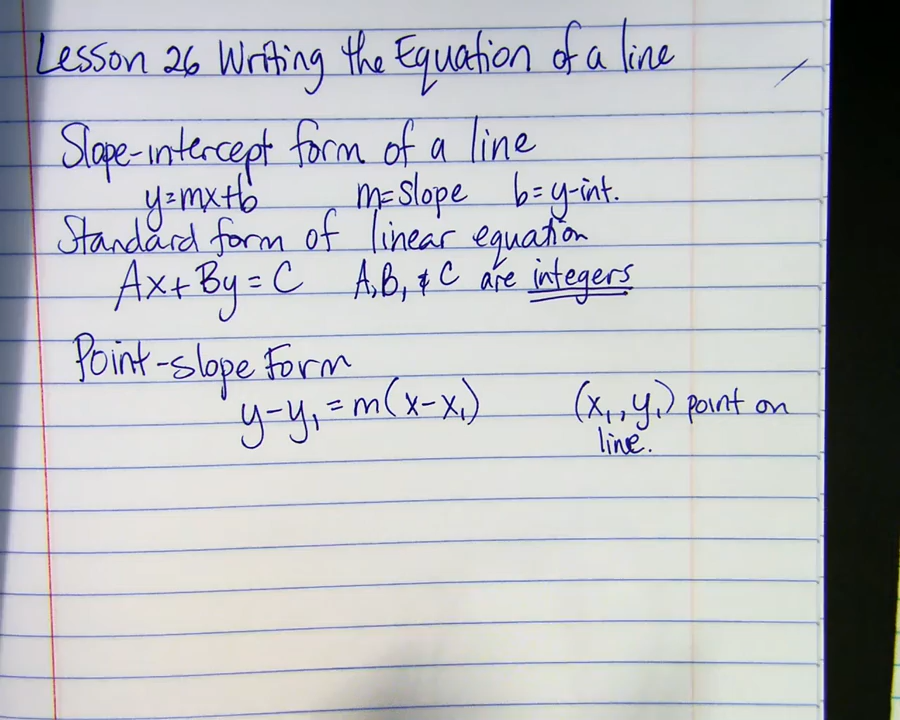 Lesson 26 Writing the Equation of a line
Slope-intercept form of a line
y=mx+b m=slope b=y-int.
Standard form of linear equation
Ax+By=C A,B, & C are integers
Point-slope Form
y-y₁=m(x-x₁) (x₁,y₁) point on
line.